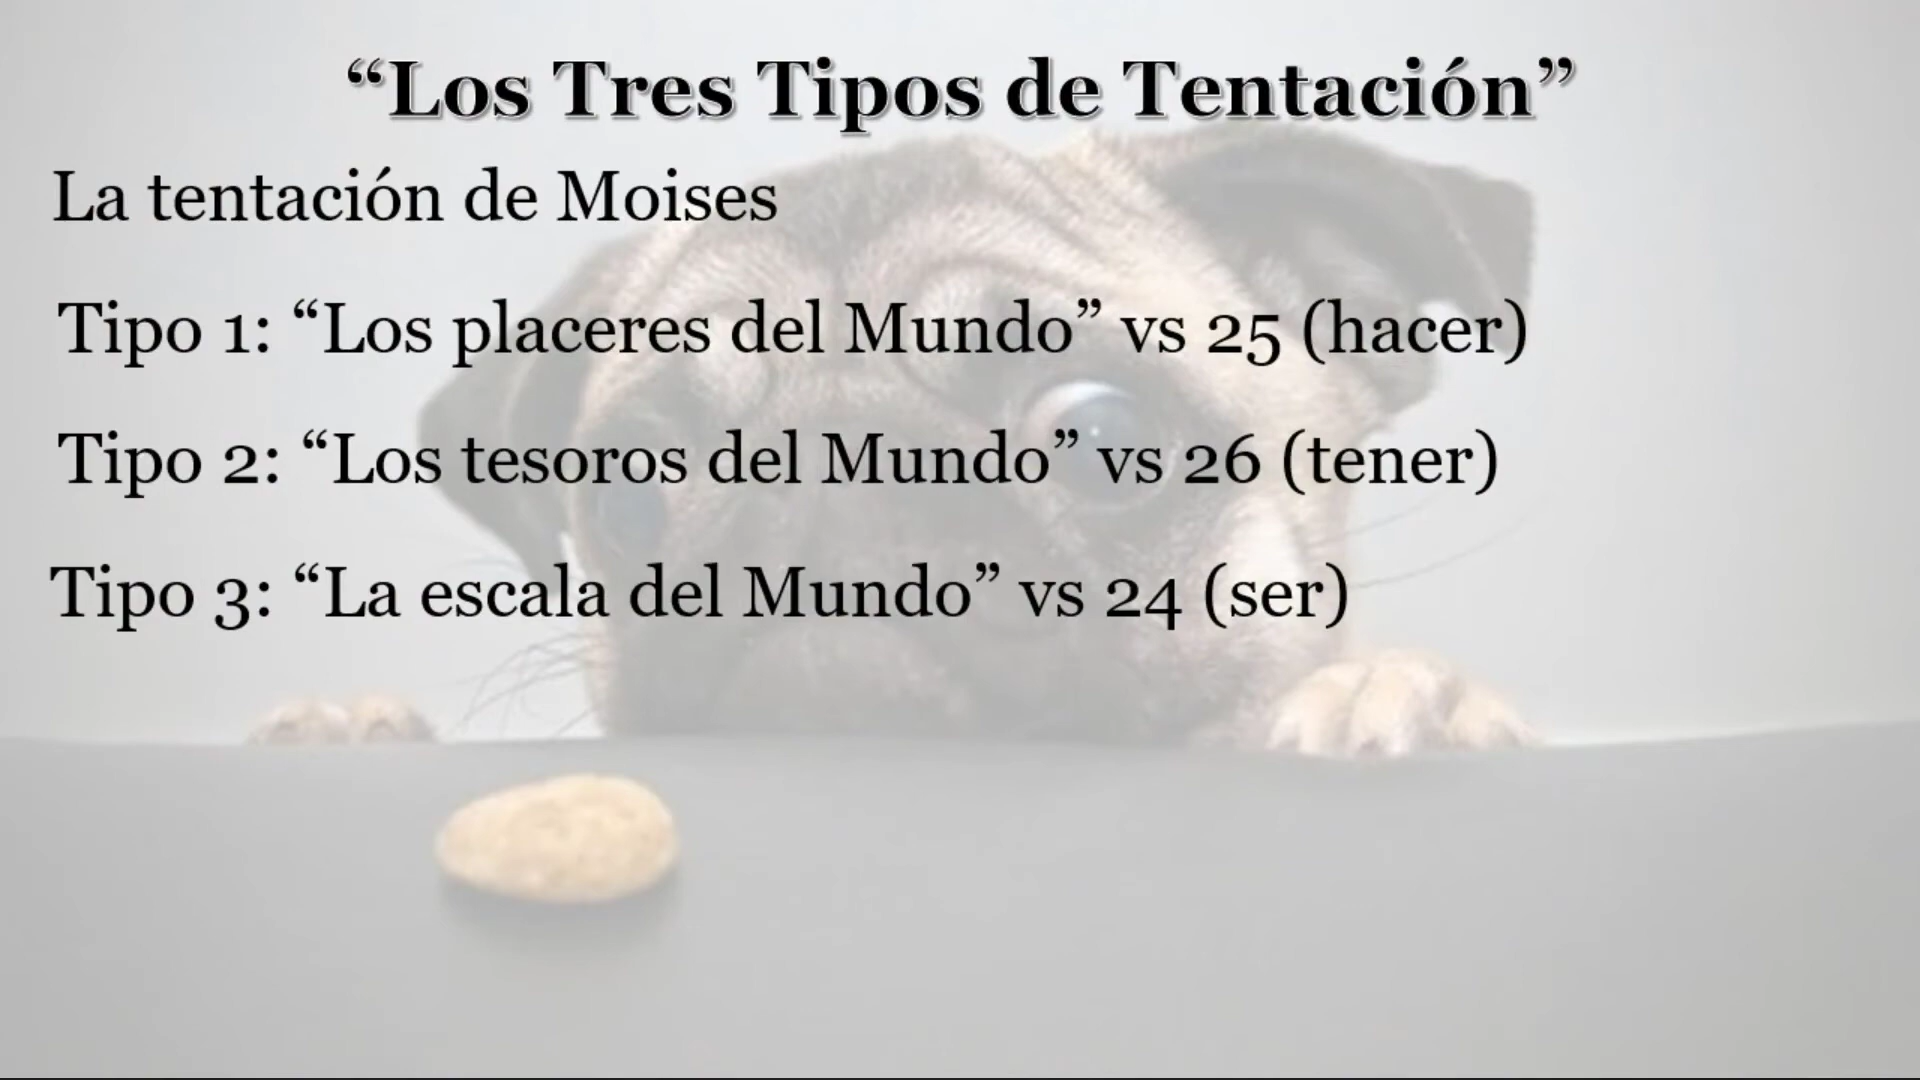 “Los Tres Tipos de Tentación”
La tentación de Moises
Tipo 1: “Los placeres del Mundo” vs 25 (hacer)
Tipo 2: “Los tesoros del Mundo” vs 26 (tener)
Tipo 3: “La escala del Mundo” vs 24 (ser)